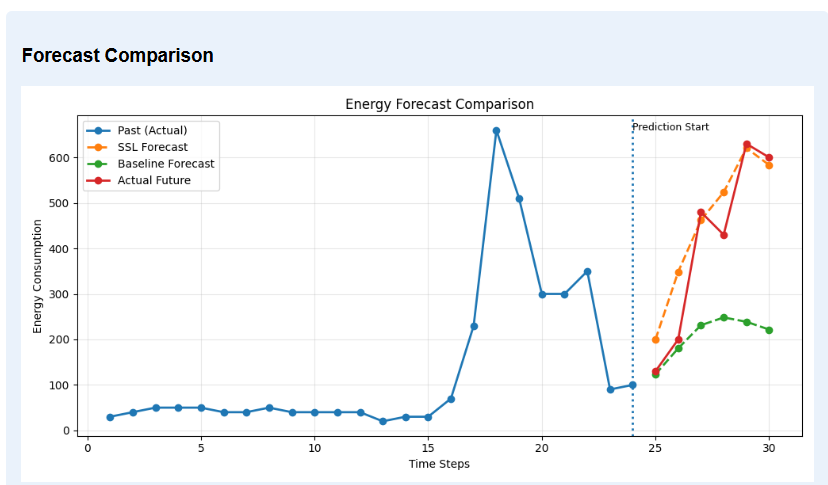 Forecast Comparison
Energy Forecast Comparison
Past (Actual)
SSL Forecast
Baseline Forecast
Actual Future
Prediction Start
Energy Consumption
600
500
400
300
200
100
0
0 5 10 15 20 25 30
Time Steps